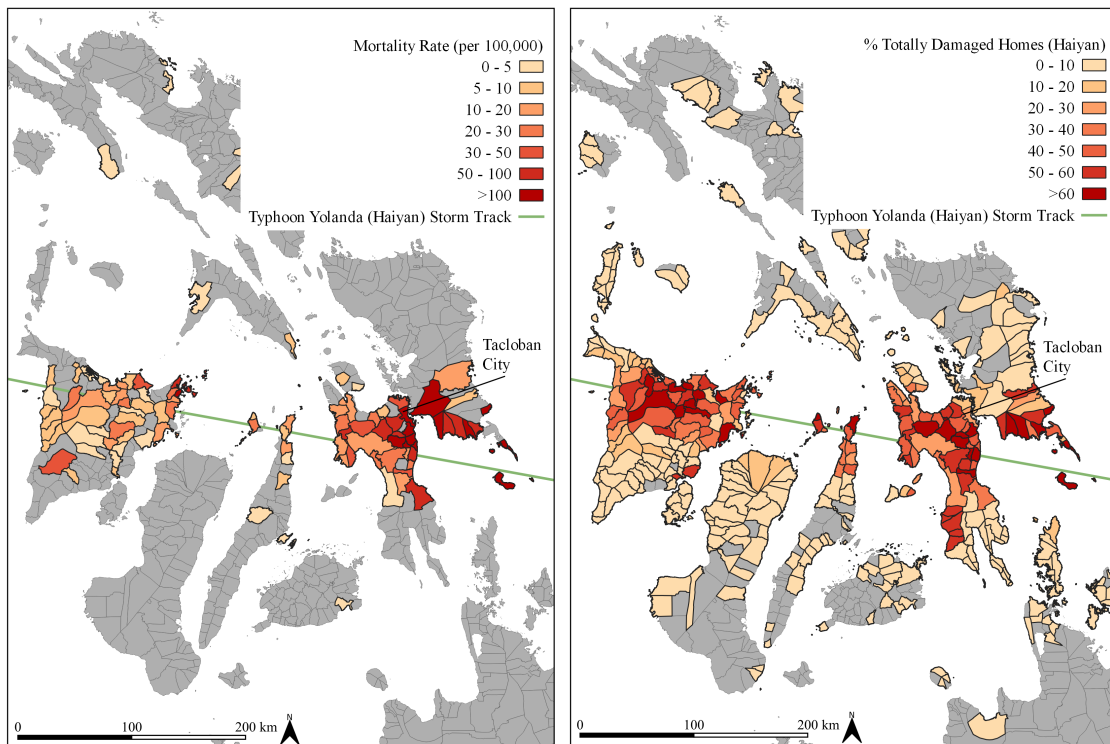 Mortality Rate (per 100,000)
0 - 5
5 - 10
10 - 20
20 - 30
30 - 50
50 - 100
>100
Typhoon Yolanda (Haiyan) Storm Track
Tacloban
City
0
100
200 km
N
% Totally Damaged Homes (Haiyan)
0 - 10
10 - 20
20 - 30
30 - 40
40 - 50
50 - 60
>60
Typhoon Yolanda (Haiyan) Storm Track
Tacloban
City
0
100
200 km
N